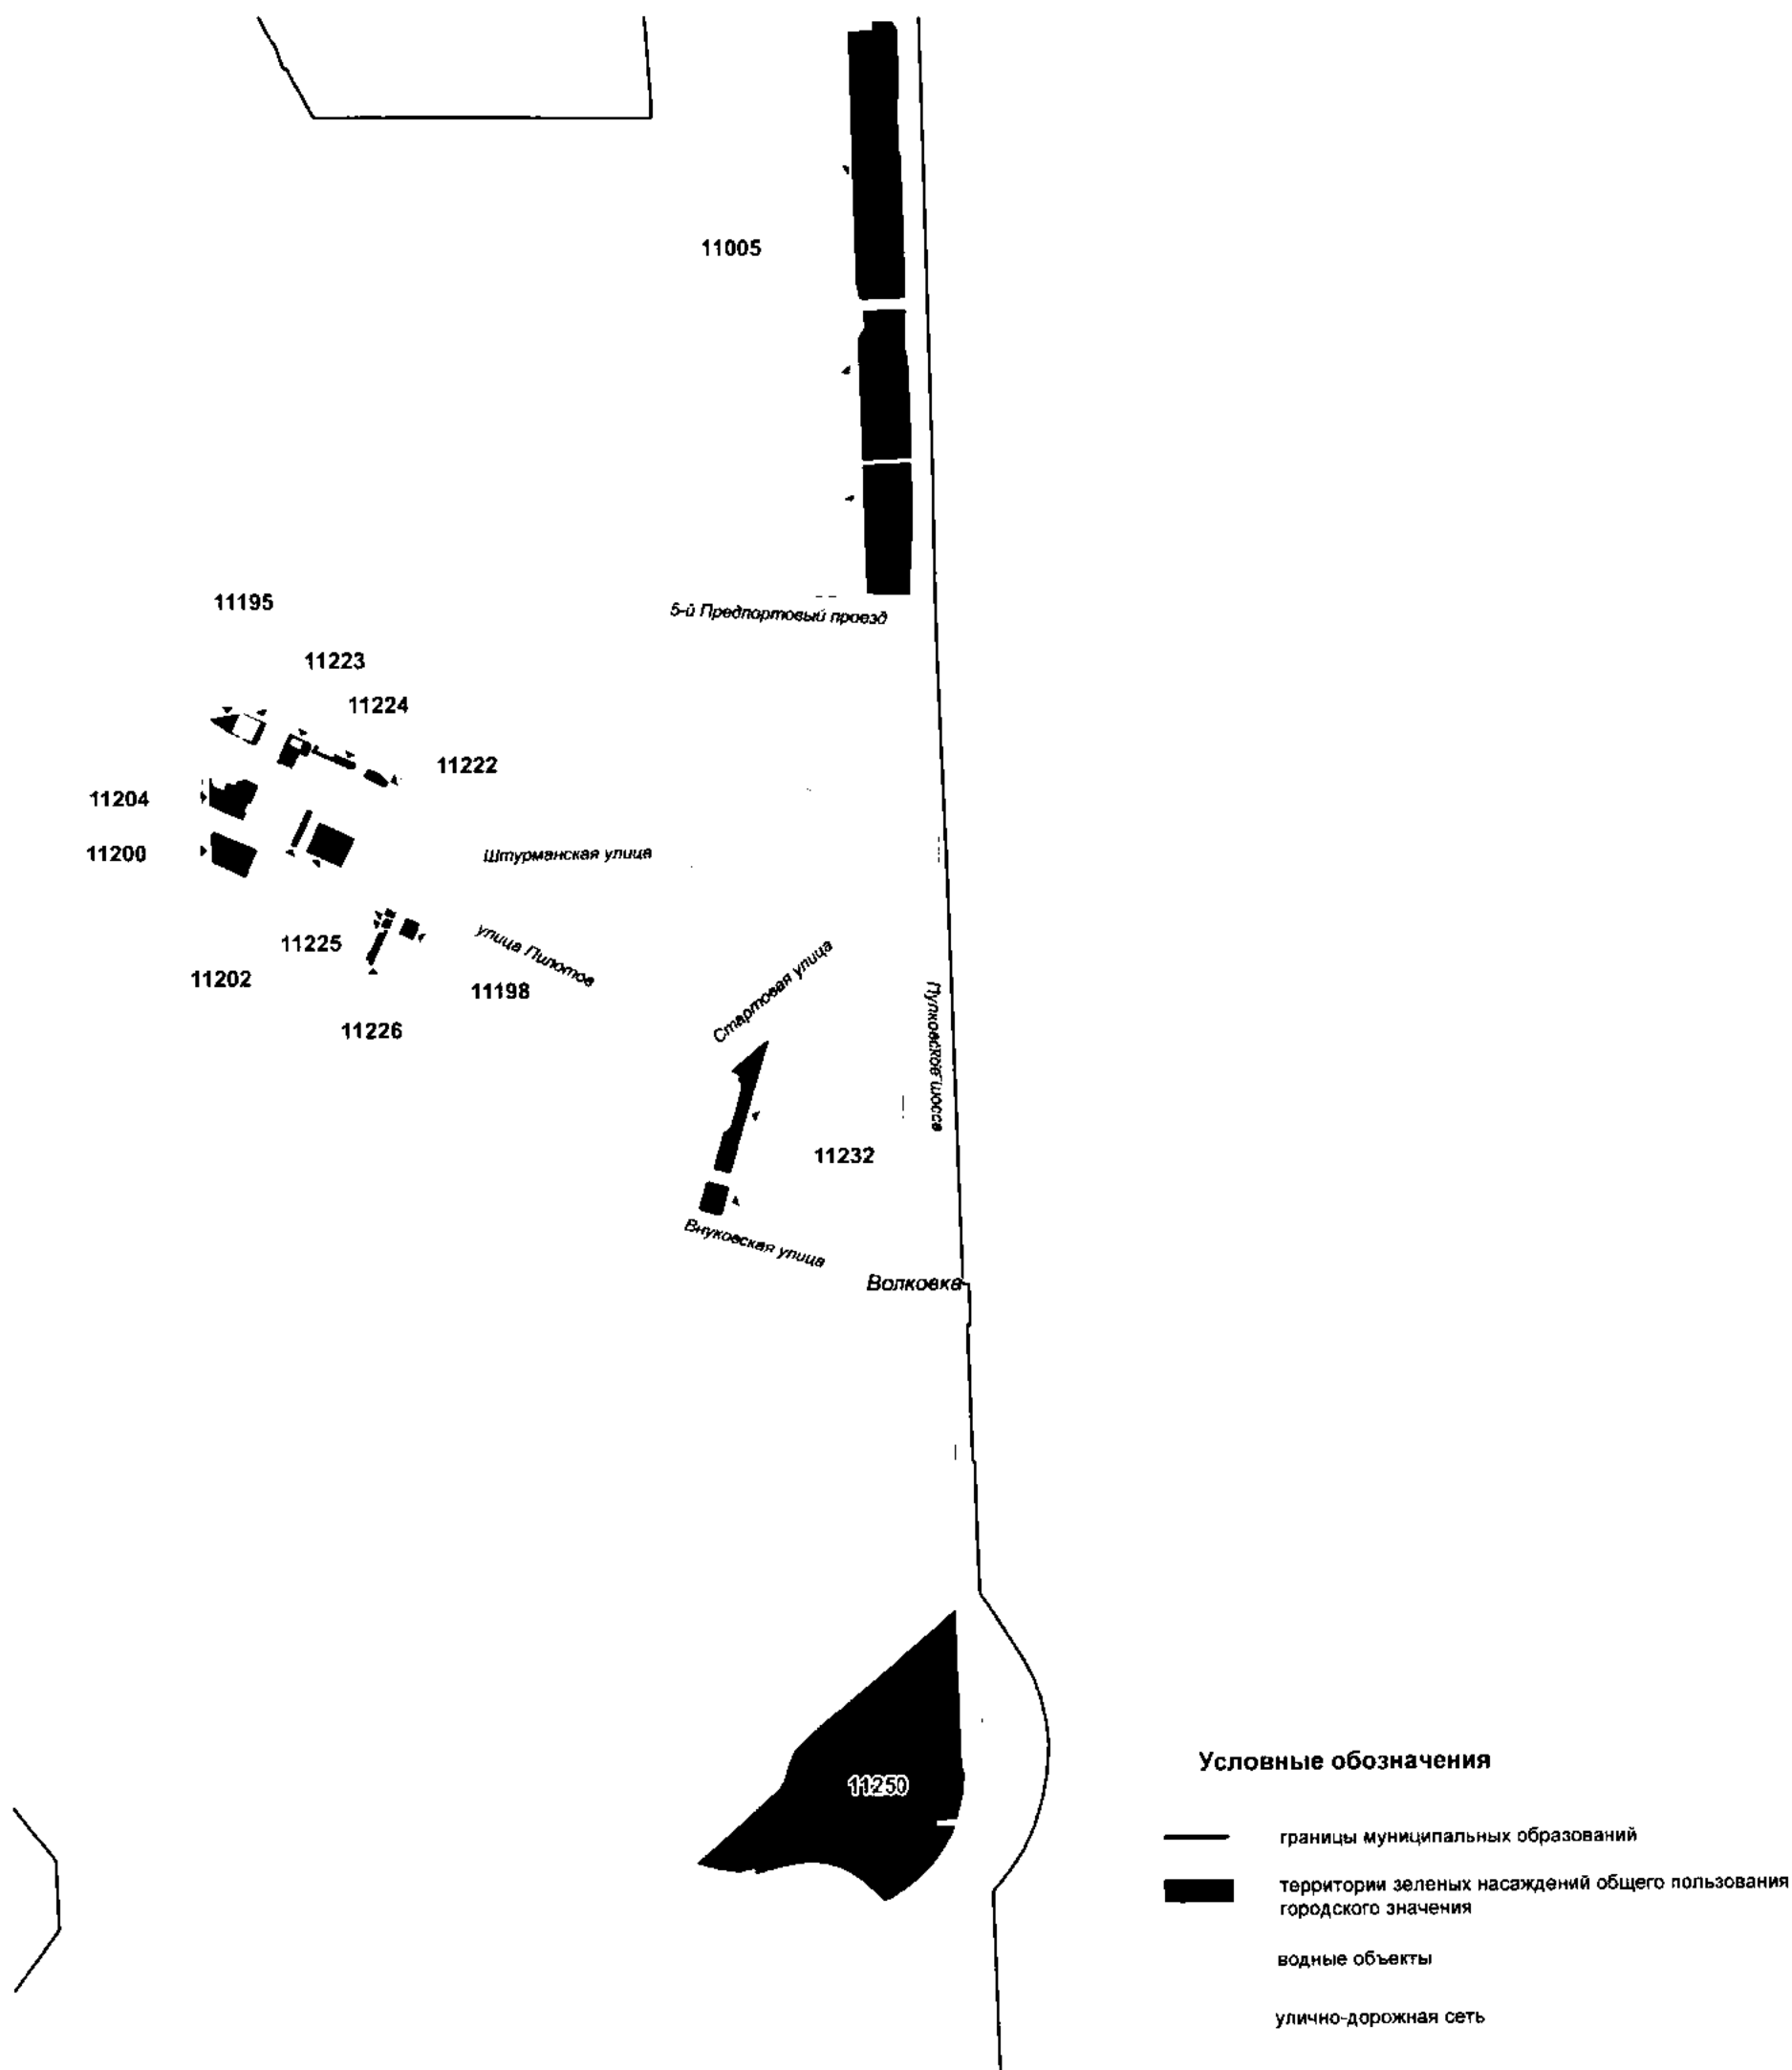 11005
11195
5-й Предпортовый проезд
11223
11224
11222
11204
11200
Штурманская улица
11225
улица Пилотов
11202
11198
11226
Стартовая улица
Пулковское шоссе
11232
Внуковская улица
Волковка
11250
Условные обозначения
границы муниципальных образований
территории зеленых насаждений общего пользования
городского значения
водные объекты
улично-дорожная сеть